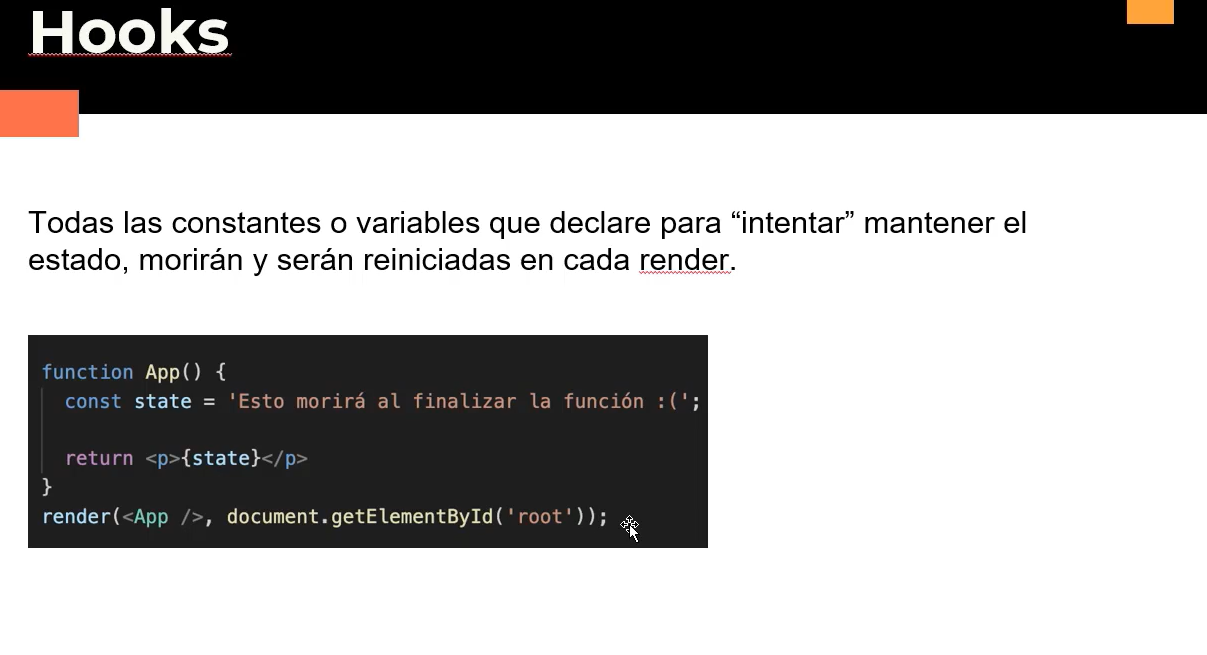 Hooks
Todas las constantes o variables que declare para “intentar” mantener el
estado, morirán y serán reiniciadas en cada render.
function App() {
const state = 'Esto morirá al finalizar la función :(';
return <p>{state}</p>
}
render(<App />, document.getElementById('root'));